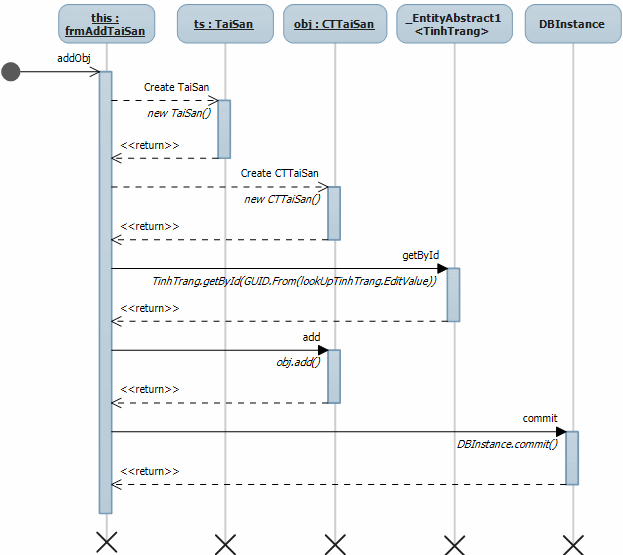 this :
frmAddTaiSan
ts : TaiSan
obj : CTTaiSan
_EntityAbstract1
<TinhTrang>
DBInstance
addObj
Create TaiSan
new TaiSan()
<<return>>
Create CTTaiSan
new CTTaiSan()
<<return>>
getById
TinhTrang.getById(GUID.From(lookUpTinhTrang.EditValue))
<<return>>
add
obj.add()
<<return>>
commit
DBInstance.commit()
<<return>>